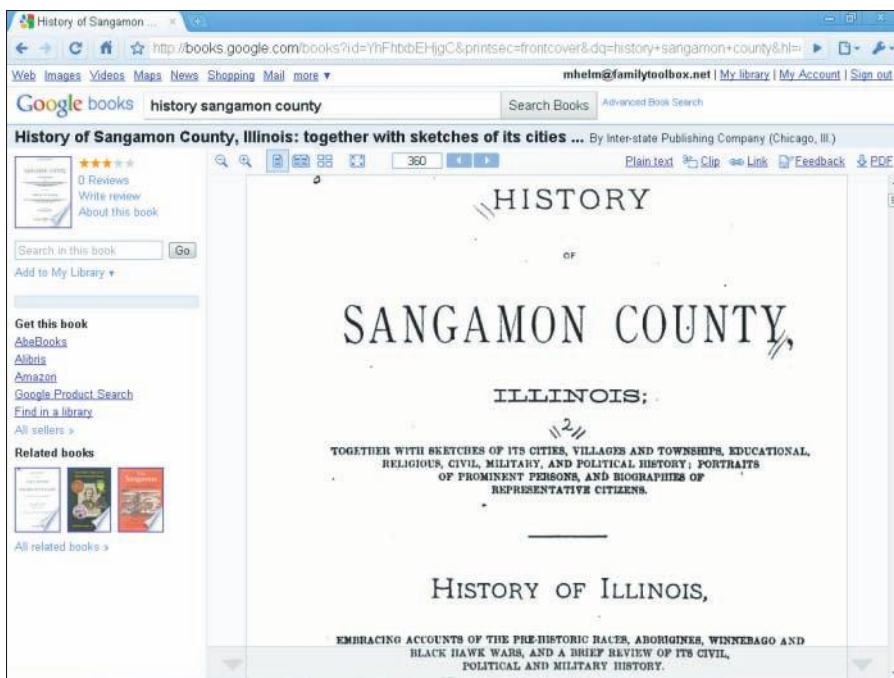 History of Sangamon ...
http://books.google.com/books?id=YhFhtxbEHjgC&printsec=frontcover&dq=history+sangamon+county&hl=
Web Images Videos Maps News Shopping Mail more ▼ mhelm@familytoolbox.net | My library | My Account | Sign out
Google books history sangamon county Search Books Advanced Book Search
History of Sangamon County, Illinois: together with sketches of its cities ... By Inter-state Publishing Company (Chicago, Ill.)
360 Plain text Clip Link Feedback PDF
0 Reviews
Write review
About this book
Search in this book Go
Add to My Library ▾
Get this book
AbeBooks
Alibris
Amazon
Google Product Search
Find in a library
All sellers »
Related books
All related books »
HISTORY
OF
SANGAMON COUNTY,
ILLINOIS;
2
TOGETHER WITH SKETCHES OF ITS CITIES, VILLAGES AND TOWNSHIPS, EDUCATIONAL,
RELIGIOUS, CIVIL, MILITARY, AND POLITICAL HISTORY; PORTRAITS
OF PROMINENT PERSONS, AND BIOGRAPHIES OF
REPRESENTATIVE CITIZENS.
HISTORY OF ILLINOIS,
EMBRACING ACCOUNTS OF THE PRE-HISTORIC RACES, ABORIGINES, WINNEBAGO AND
BLACK HAWK WARS, AND A BRIEF REVIEW OF ITS CIVIL,
POLITICAL AND MILITARY HISTORY.